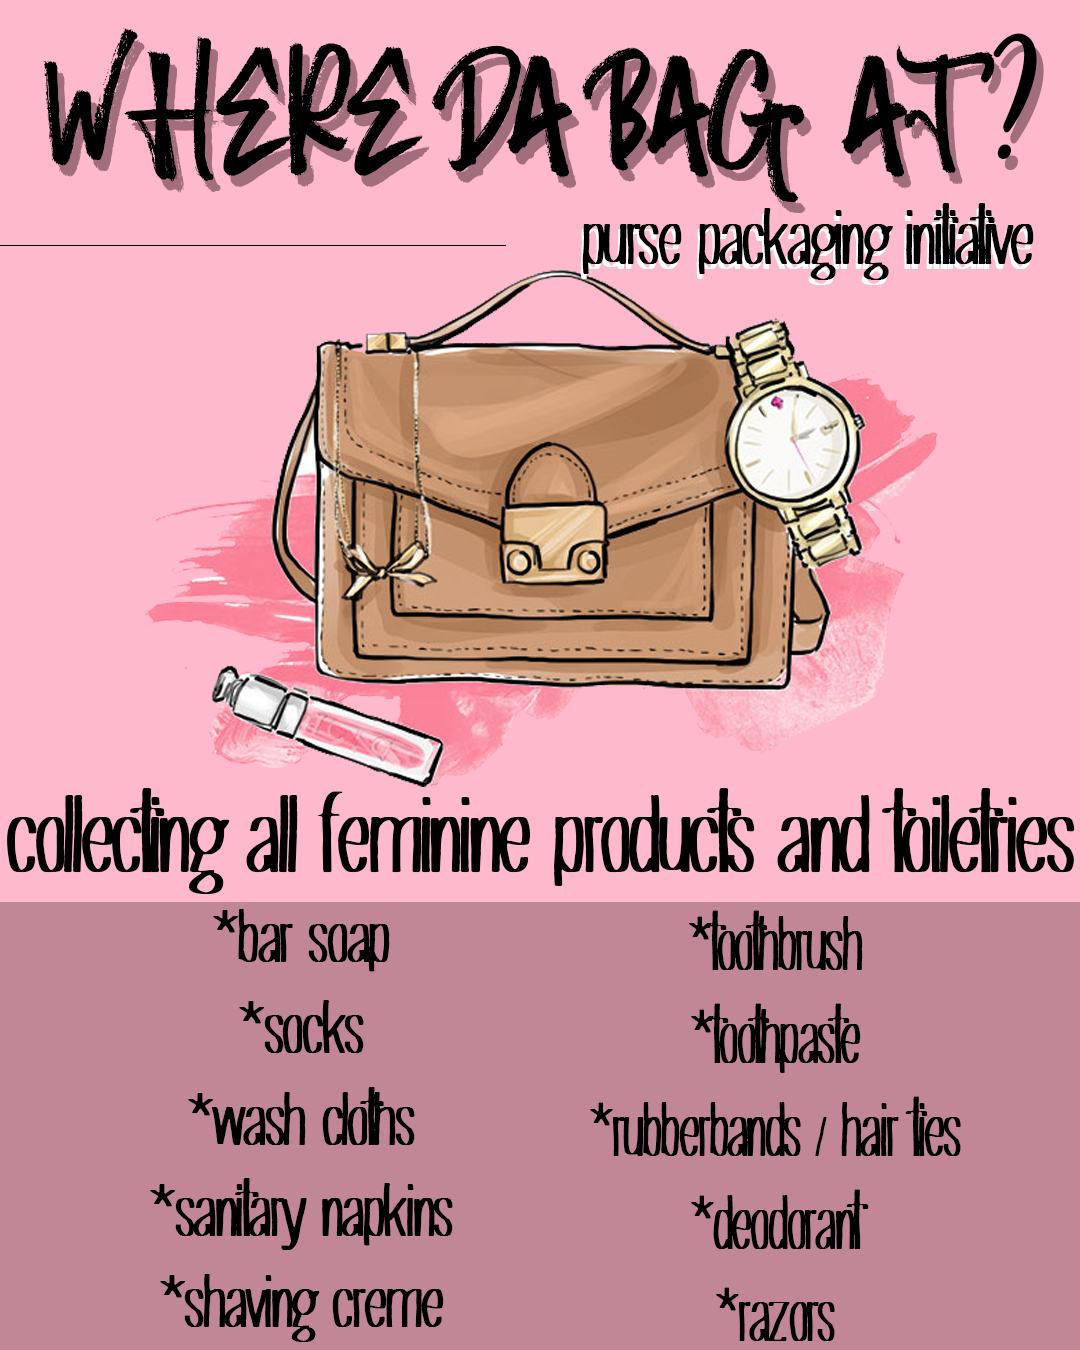 WHERE DA BAG AT?
purse packaging initiative
collecting all feminine products and toiletries
*bar soap
*socks
*wash cloths
*sanitary napkins
*shaving creme
*toothbrush
*toothpaste
*rubberbands / hair ties
*deodorant
*razors